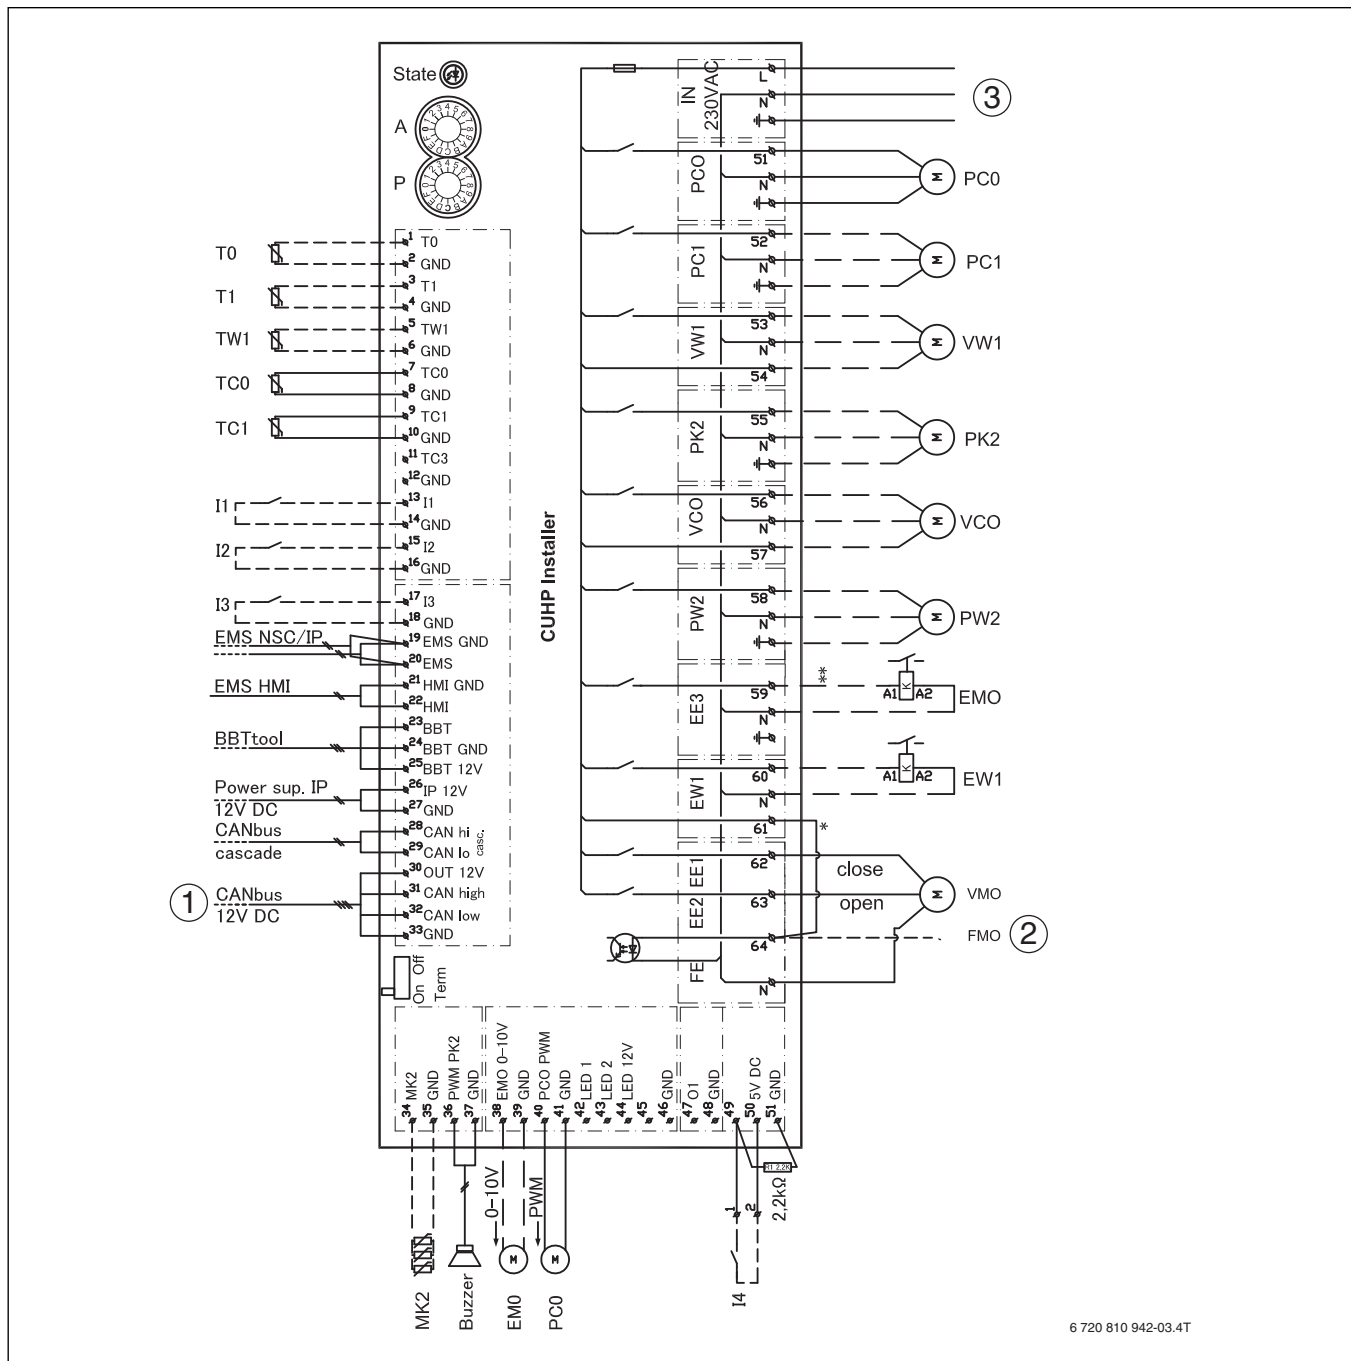 State
A
P
T0
T1
TW1
TC0
TC1
I1
I2
I3
EMS NSC/IP
EMS HMI
BBTtool
Power sup. IP
12V DC
CANbus
cascade
① CANbus
12V DC
1 T0
2 GND
3 T1
4 GND
5 TW1
6 GND
7 TC0
8 GND
9 TC1
10 GND
11 TC3
12 GND
13 I1
14 GND
15 I2
16 GND
17 I3
18 GND
19 EMS GND
20 EMS
21 HMI GND
22 HMI
23 BBT
24 BBT GND
25 BBT 12V
26 IP 12V
27 GND
28 CAN hi
29 CAN lo
casc.
30 OUT 12V
31 CAN high
32 CAN low
33 GND
On Off
Term
CUHP Installer
IN
230VAC
L
N
③
PCO
51
N
M
PC0
PC1
52
N
M
PC1
VW1
53
N
54
M
VW1
PK2
55
N
M
PK2
VCO
56
N
57
M
VCO
PW2
58
N
M
PW2
EE3
59
N
**
A1 K A2
EMO
EW1
60
N
61
*
A1 K A2
EW1
EE1
62
close
EE2
63
open
M
VMO
FE
64
N
FMO ②
34 MK2
35 GND
36 PWM PK2
37 GND
38 EMO 0-10V
39 GND
40 PCO PWM
41 GND
42 LED 1
43 LED 2
44 LED 12V
45
46 GND
47 O1
48 GND
49
50 5V DC
51 GND
0-10V
PWM
1
2
RT 2,2K
2,2kΩ
M
M
MK2
Buzzer
EM0
PC0
I4
6 720 810 942-03.4T